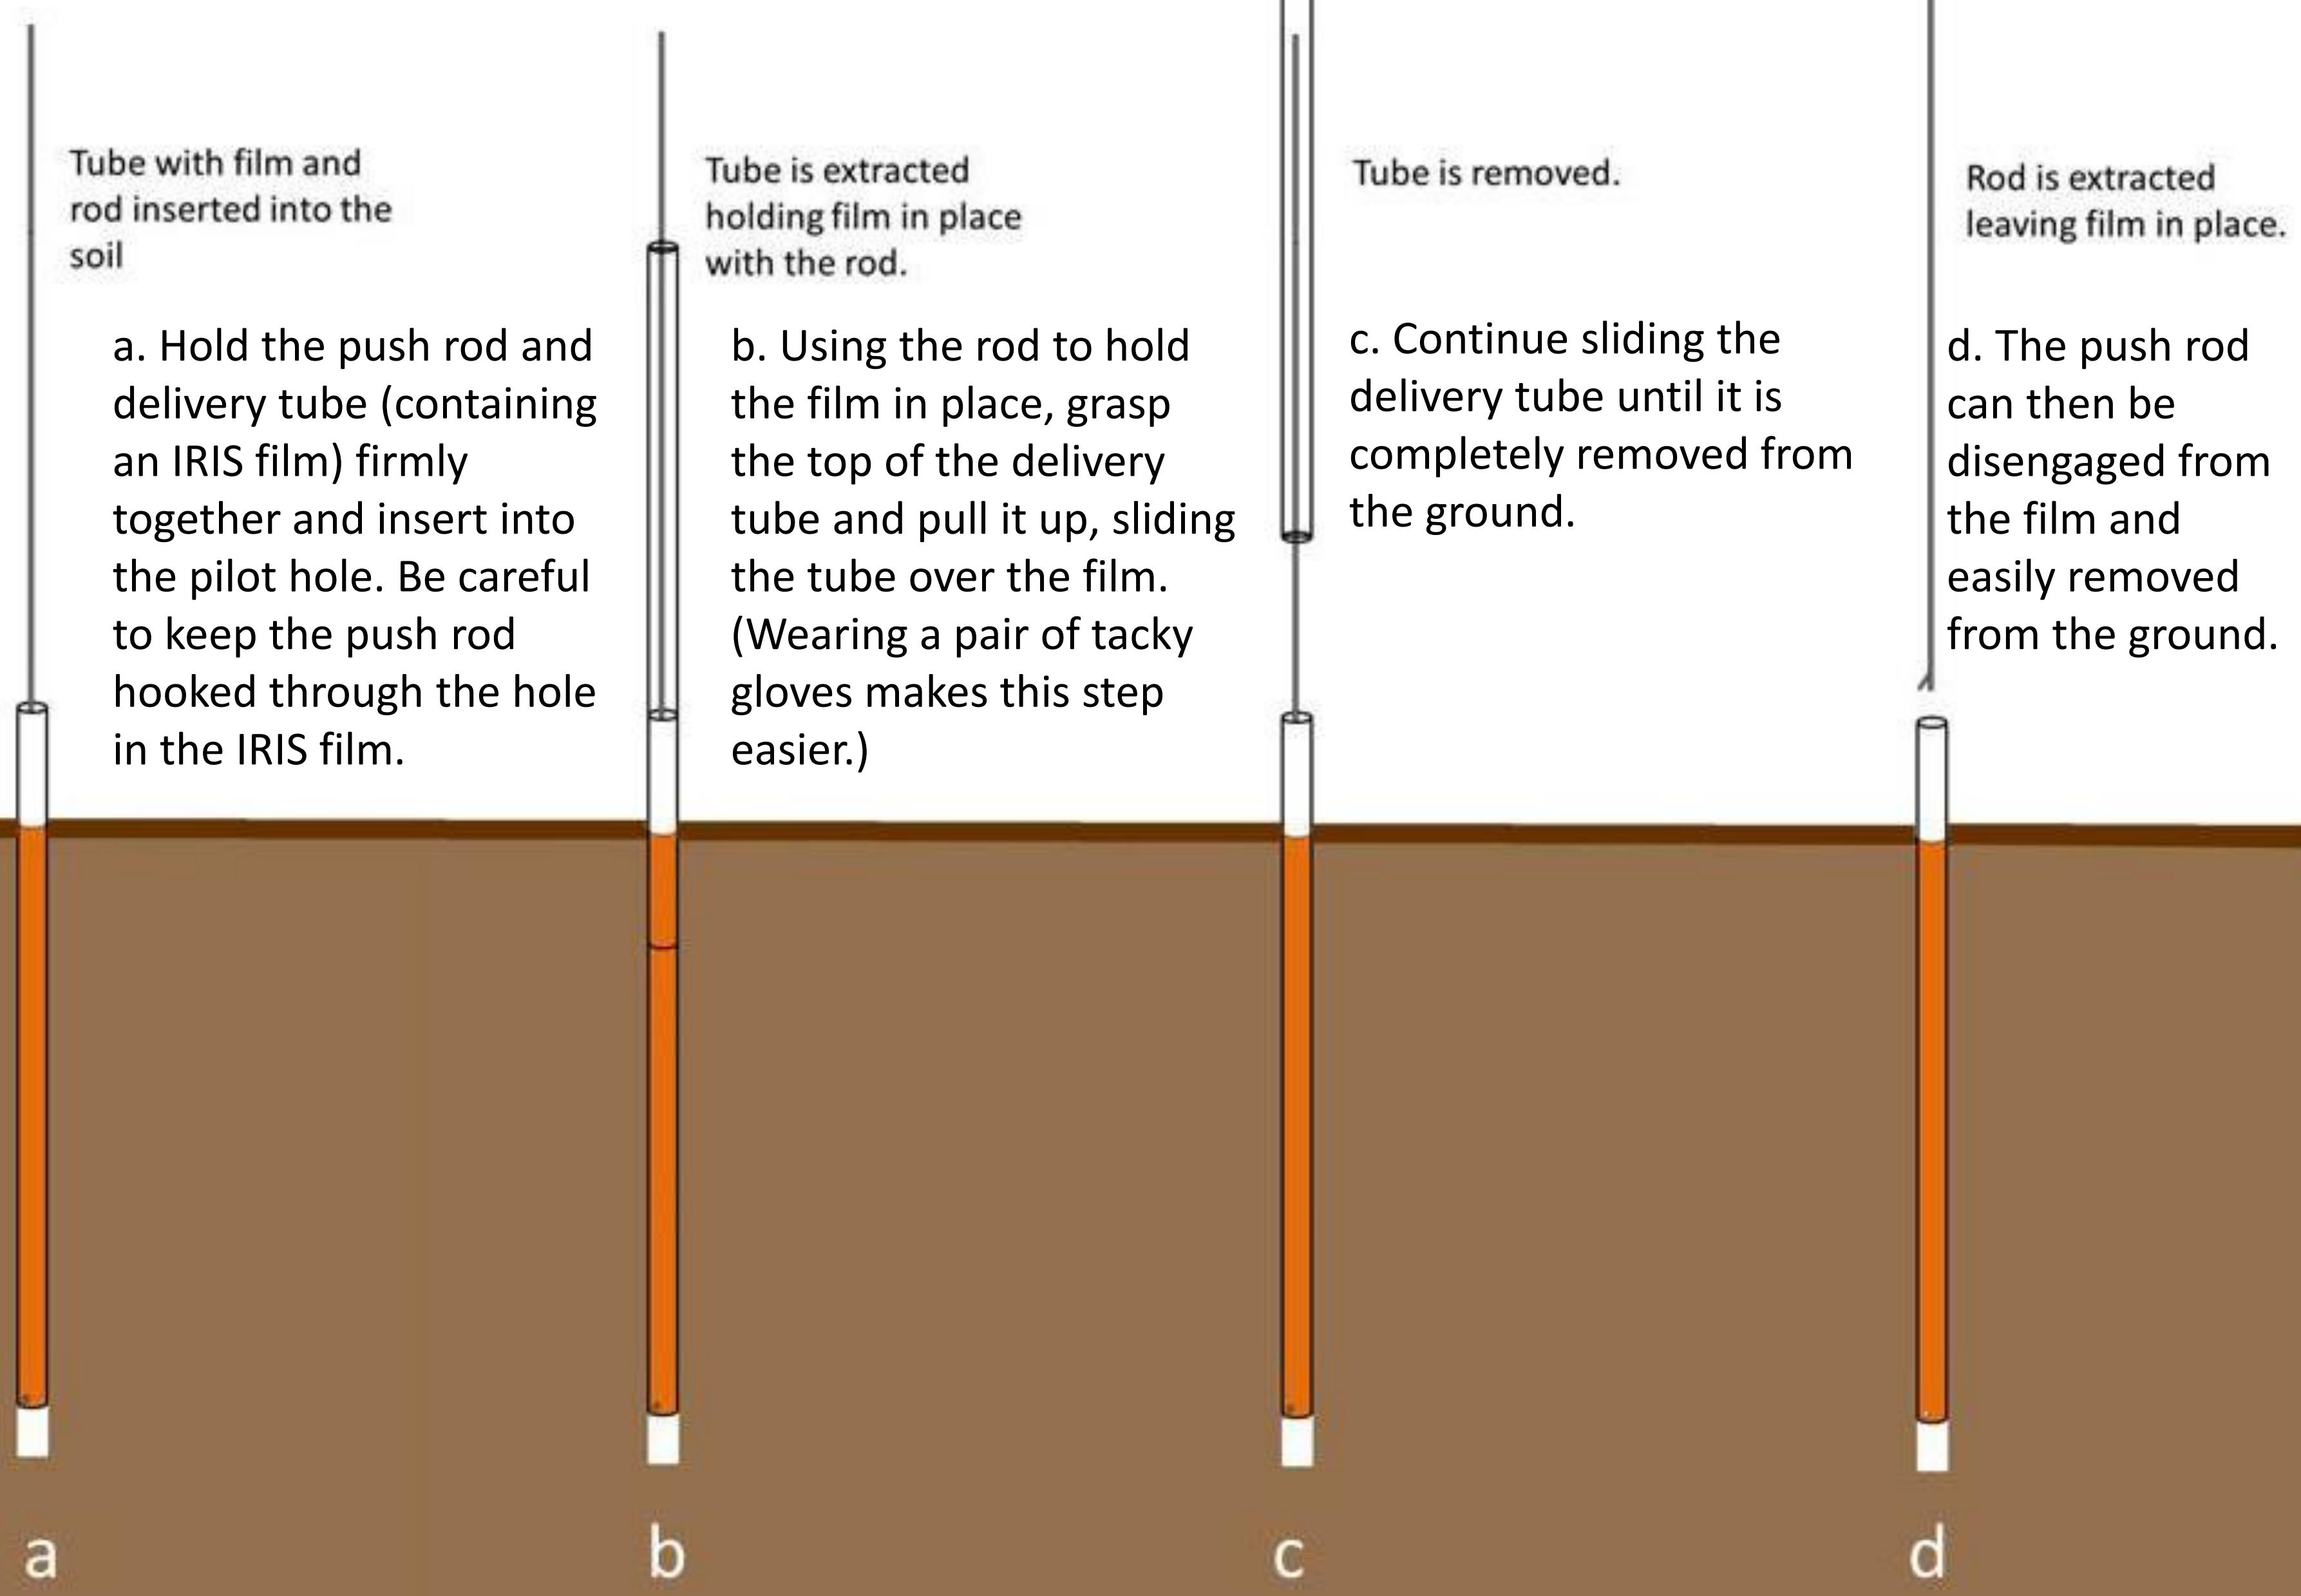 Tube with film and
rod inserted into the
soil
a. Hold the push rod and
delivery tube (containing
an IRIS film) firmly
together and insert into
the pilot hole. Be careful
to keep the push rod
hooked through the hole
in the IRIS film.
Tube is extracted
holding film in place
with the rod.
b. Using the rod to hold
the film in place, grasp
the top of the delivery
tube and pull it up, sliding
the tube over the film.
(Wearing a pair of tacky
gloves makes this step
easier.)
Tube is removed.
c. Continue sliding the
delivery tube until it is
completely removed from
the ground.
Rod is extracted
leaving film in place.
d. The push rod
can then be
disengaged from
the film and
easily removed
from the ground.
a
b
c
d